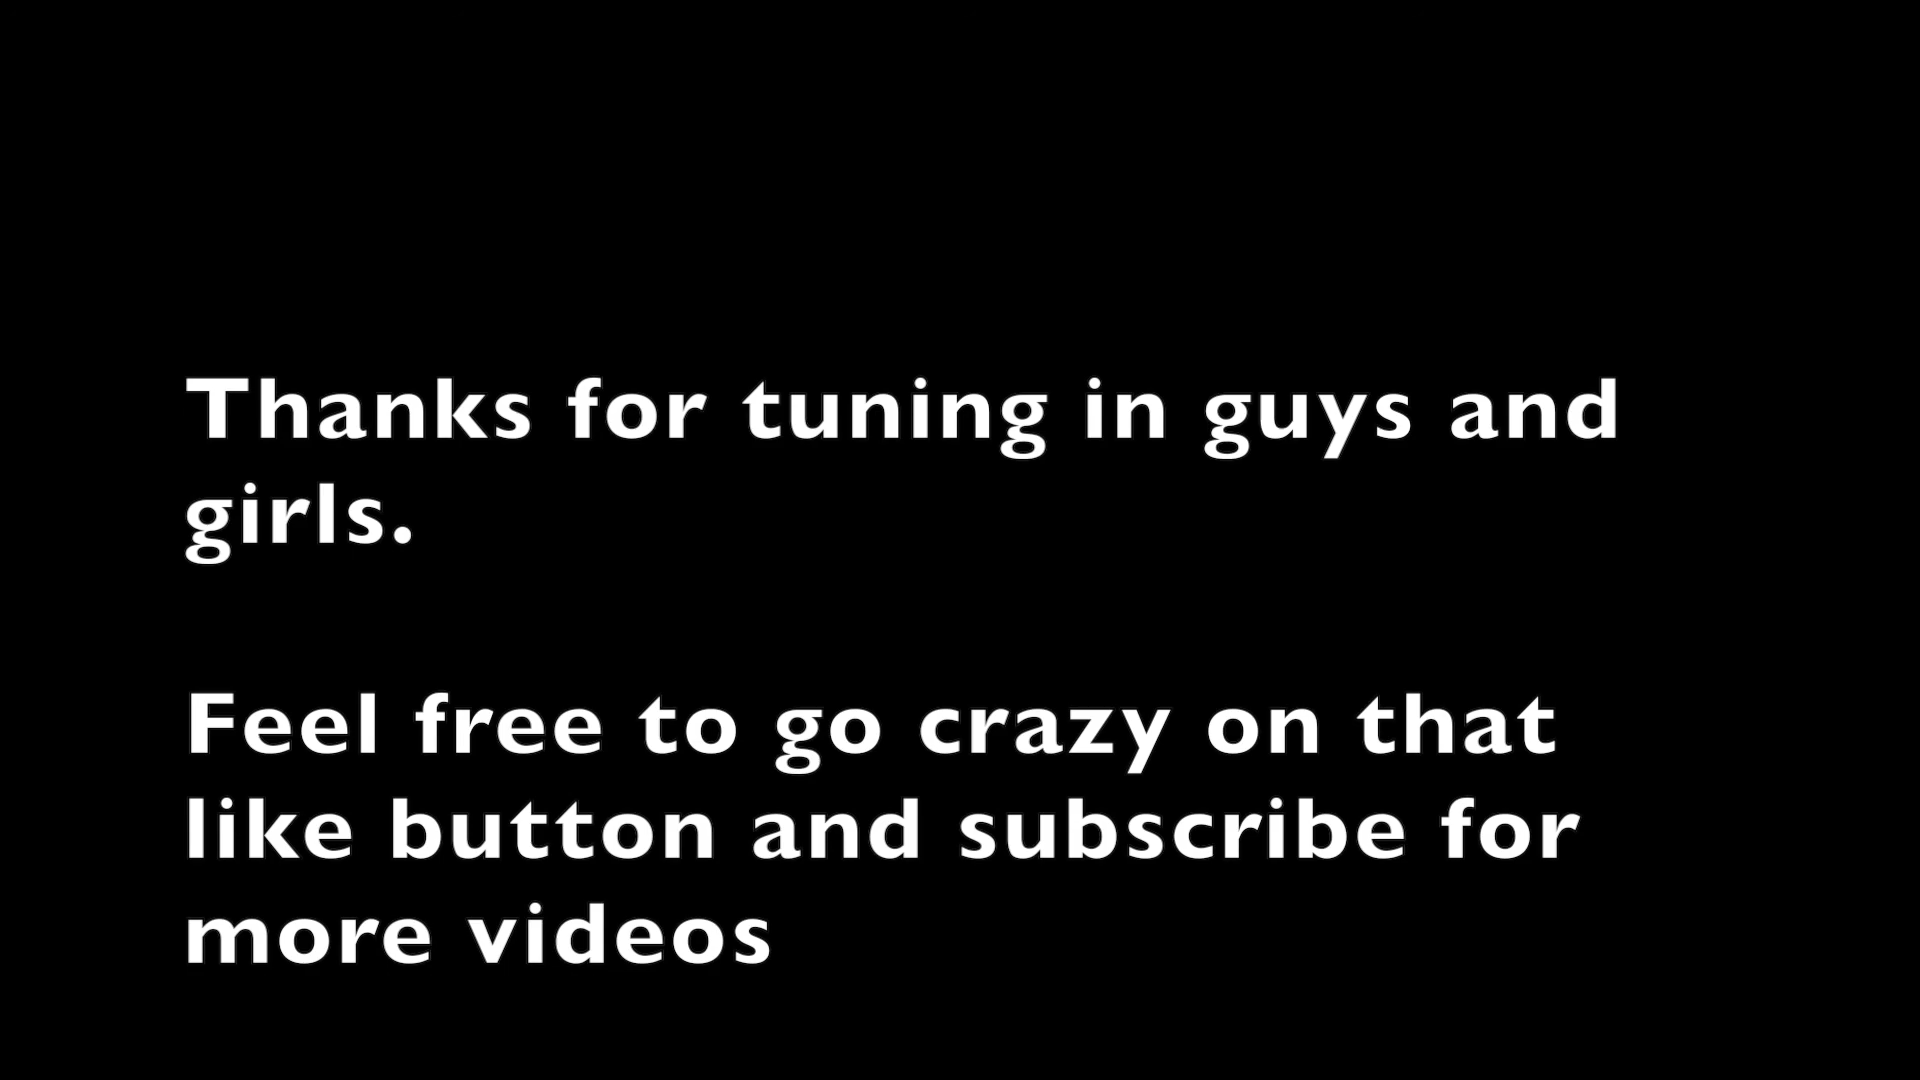 Thanks for tuning in guys and
girls.
Feel free to go crazy on that
like button and subscribe for
more videos